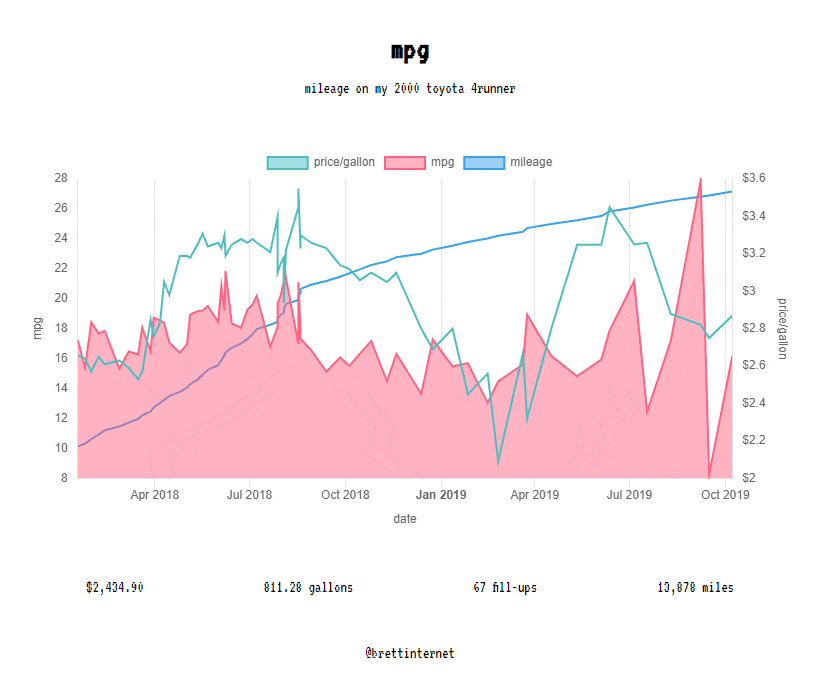 mpg
mileage on my 2000 toyota 4runner
price/gallon mpg mileage
28 $3.6
26 $3.4
24 $3.2
22 $3
20 $2.8
18 $2.6
16 $2.4
14 $2.2
12 $2
10
8
mpg
price/gallon
Apr 2018 Jul 2018 Oct 2018 Jan 2019 Apr 2019 Jul 2019 Oct 2019
date
$2,434.90 811.28 gallons 67 fill-ups 13,878 miles
@brettinternet